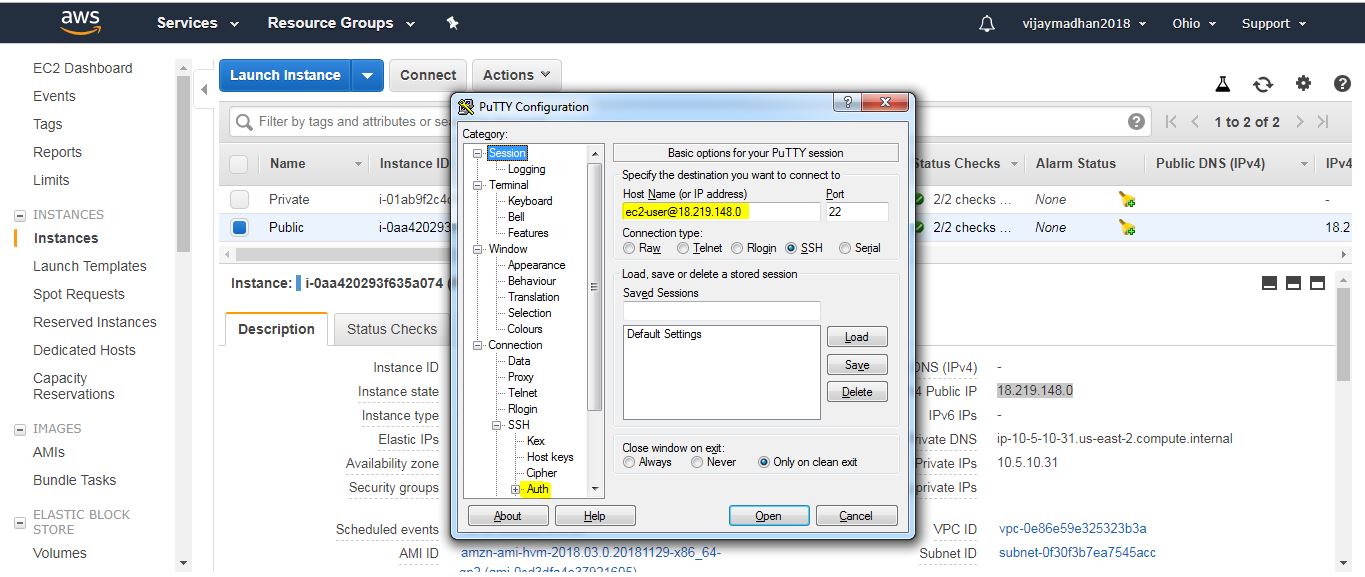 aws
Services
Resource Groups
vijaymadhan2018
Ohio
Support
EC2 Dashboard
Events
Tags
Reports
Limits
INSTANCES
Instances
Launch Templates
Spot Requests
Reserved Instances
Dedicated Hosts
Capacity
Reservations
IMAGES
AMIs
Bundle Tasks
ELASTIC BLOCK
STORE
Volumes
Launch Instance
Connect
Actions
Filter by tags and attributes or
1 to 2 of 2
Name
Instance ID
Status Checks
Alarm Status
Public DNS (IPv4)
IPv4
Private
i-01ab9f2c4
2/2 checks ...
None
-
Public
i-0aa420293
2/2 checks ...
None
18.2
Instance:
i-0aa420293f635a074 (
Description
Status Checks
Instance ID
Instance state
Instance type
Elastic IPs
Availability zone
Security groups
Scheduled events
AMI ID
amzn-ami-hvm-2018.03.0.20181129-x86_64-
DNS (IPv4)
-
4 Public IP
18.219.148.0
IPv6 IPs
-
rivate DNS
ip-10-5-10-31.us-east-2.compute.internal
Private IPs
10.5.10.31
private IPs
VPC ID
vpc-0e86e59e325323b3a
Subnet ID
subnet-0f30f3b7ea7545acc
PuTTY Configuration
?
Category:
Session
Logging
Terminal
Keyboard
Bell
Features
Window
Appearance
Behaviour
Translation
Selection
Colours
Connection
Data
Proxy
Telnet
Rlogin
SSH
Kex
Host keys
Cipher
Auth
Basic options for your PuTTY session
Specify the destination you want to connect to
Host Name (or IP address)
Port
ec2-user@18.219.148.0
22
Connection type:
Raw
Telnet
Rlogin
SSH
Serial
Load, save or delete a stored session
Saved Sessions
Default Settings
Load
Save
Delete
Close window on exit:
Always
Never
Only on clean exit
About
Help
Open
Cancel